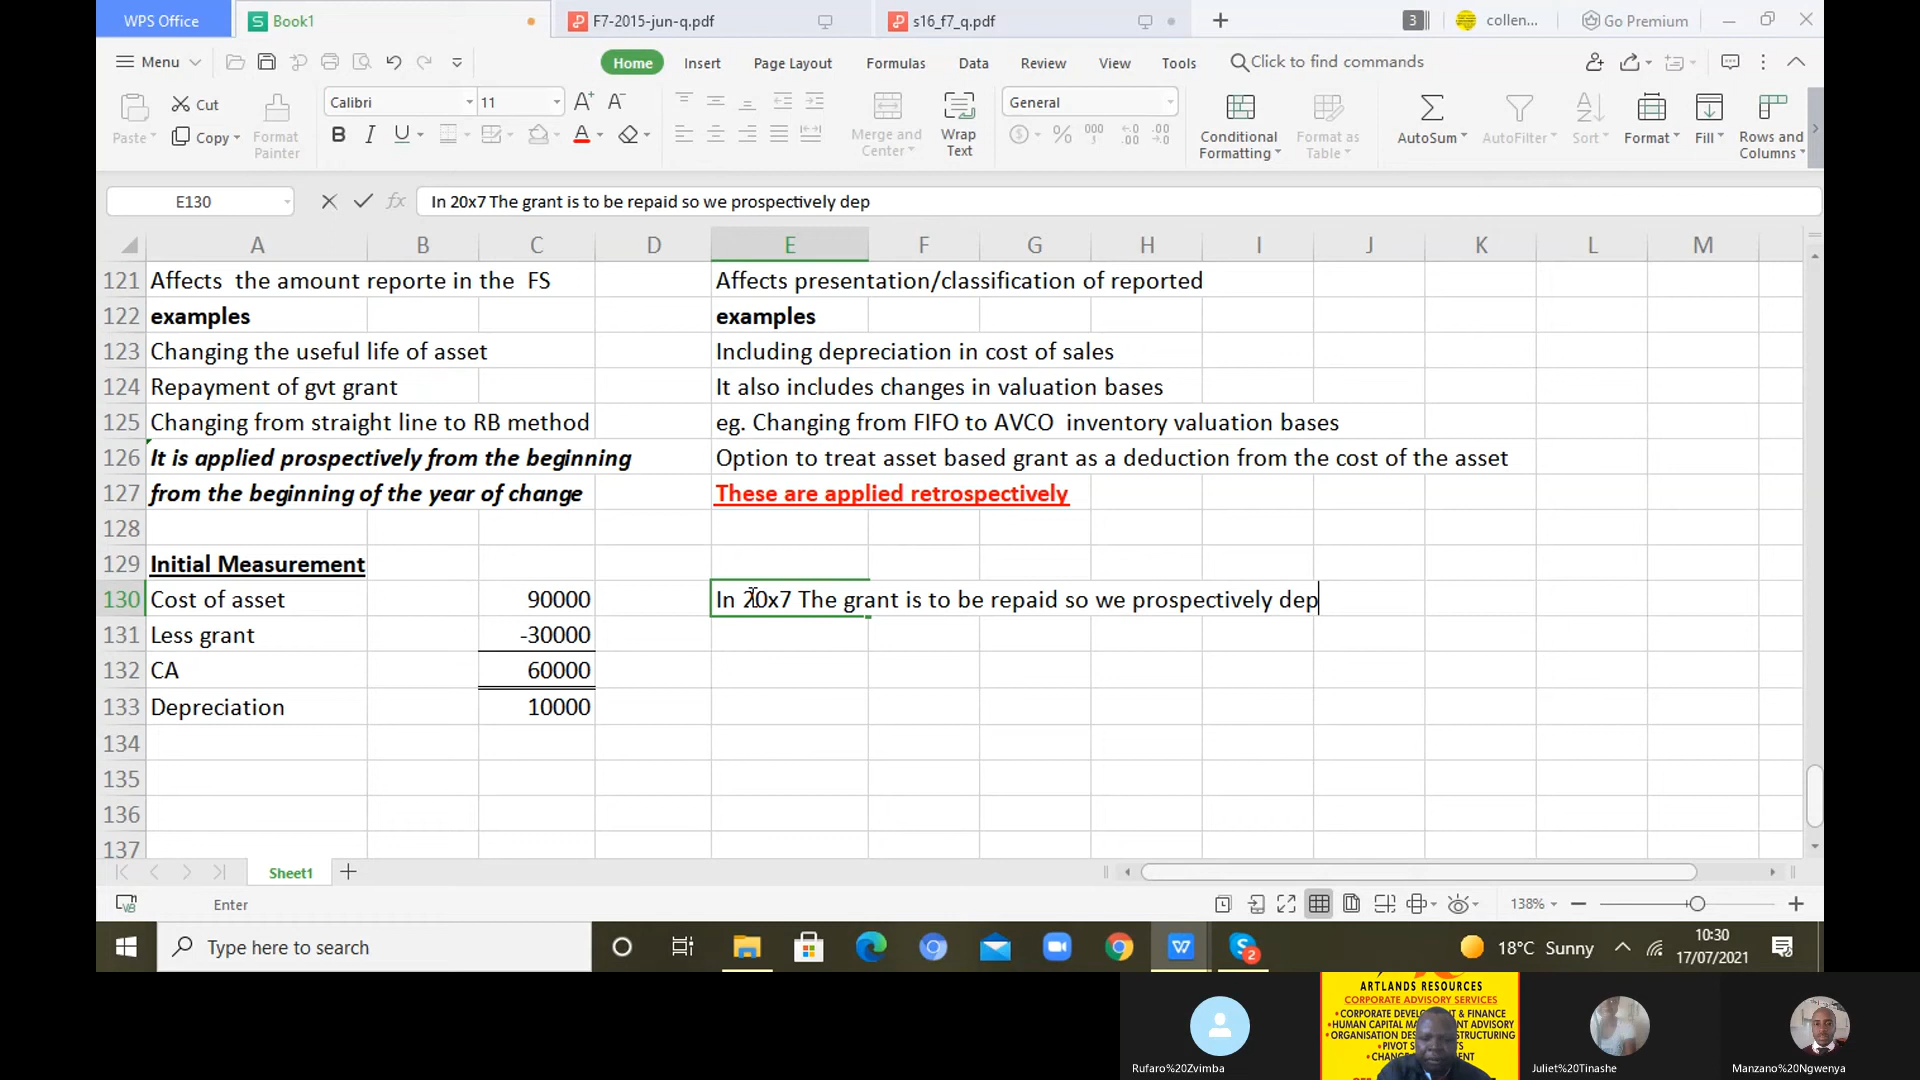 WPS Office
Book1
F7-2015-jun-q.pdf
s16_f7_q.pdf
3
collen...
Go Premium
Menu
Home
Insert
Page Layout
Formulas
Data
Review
View
Tools
Click to find commands
Paste
Cut
Copy
Format Painter
Calibri
11
Merge and Center
Wrap Text
General
Conditional Formatting
Format as Table
AutoSum
AutoFilter
Sort
Format
Fill
Rows and Columns
E130
In 20x7 The grant is to be repaid so we prospectively dep
A B C D E F G H I J K L M
121 Affects  the amount reporte in the  FS Affects presentation/classification of reported
122 examples examples
123 Changing the useful life of asset Including depreciation in cost of sales
124 Repayment of gvt grant It also includes changes in valuation bases
125 Changing from straight line to RB method eg. Changing from FIFO to AVCO  inventory valuation bases
126 It is applied prospectively from the beginning Option to treat asset based grant as a deduction from the cost of the asset
127 from the beginning of the year of change These are applied retrospectively
128
129 Initial Measurement
130 Cost of asset 90000 In 20x7 The grant is to be repaid so we prospectively dep
131 Less grant -30000
132 CA 60000
133 Depreciation 10000
134
135
136
137
Sheet1
Enter
138%
Type here to search
2
18°C Sunny
10:30
17/07/2021
ARTLANDS RESOURCES
CORPORATE ADVISORY SERVICES
Rufaro%20Zvimba
Juliet%20Tinashe
Manzano%20Ngwenya